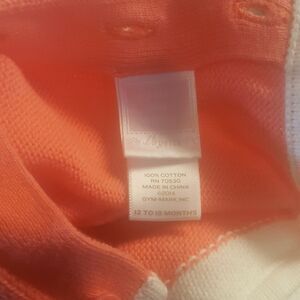 100% COTTON
RN 70530
MADE IN CHINA
©2014
GYM-MARK, INC
12 TO 18 MONTHS